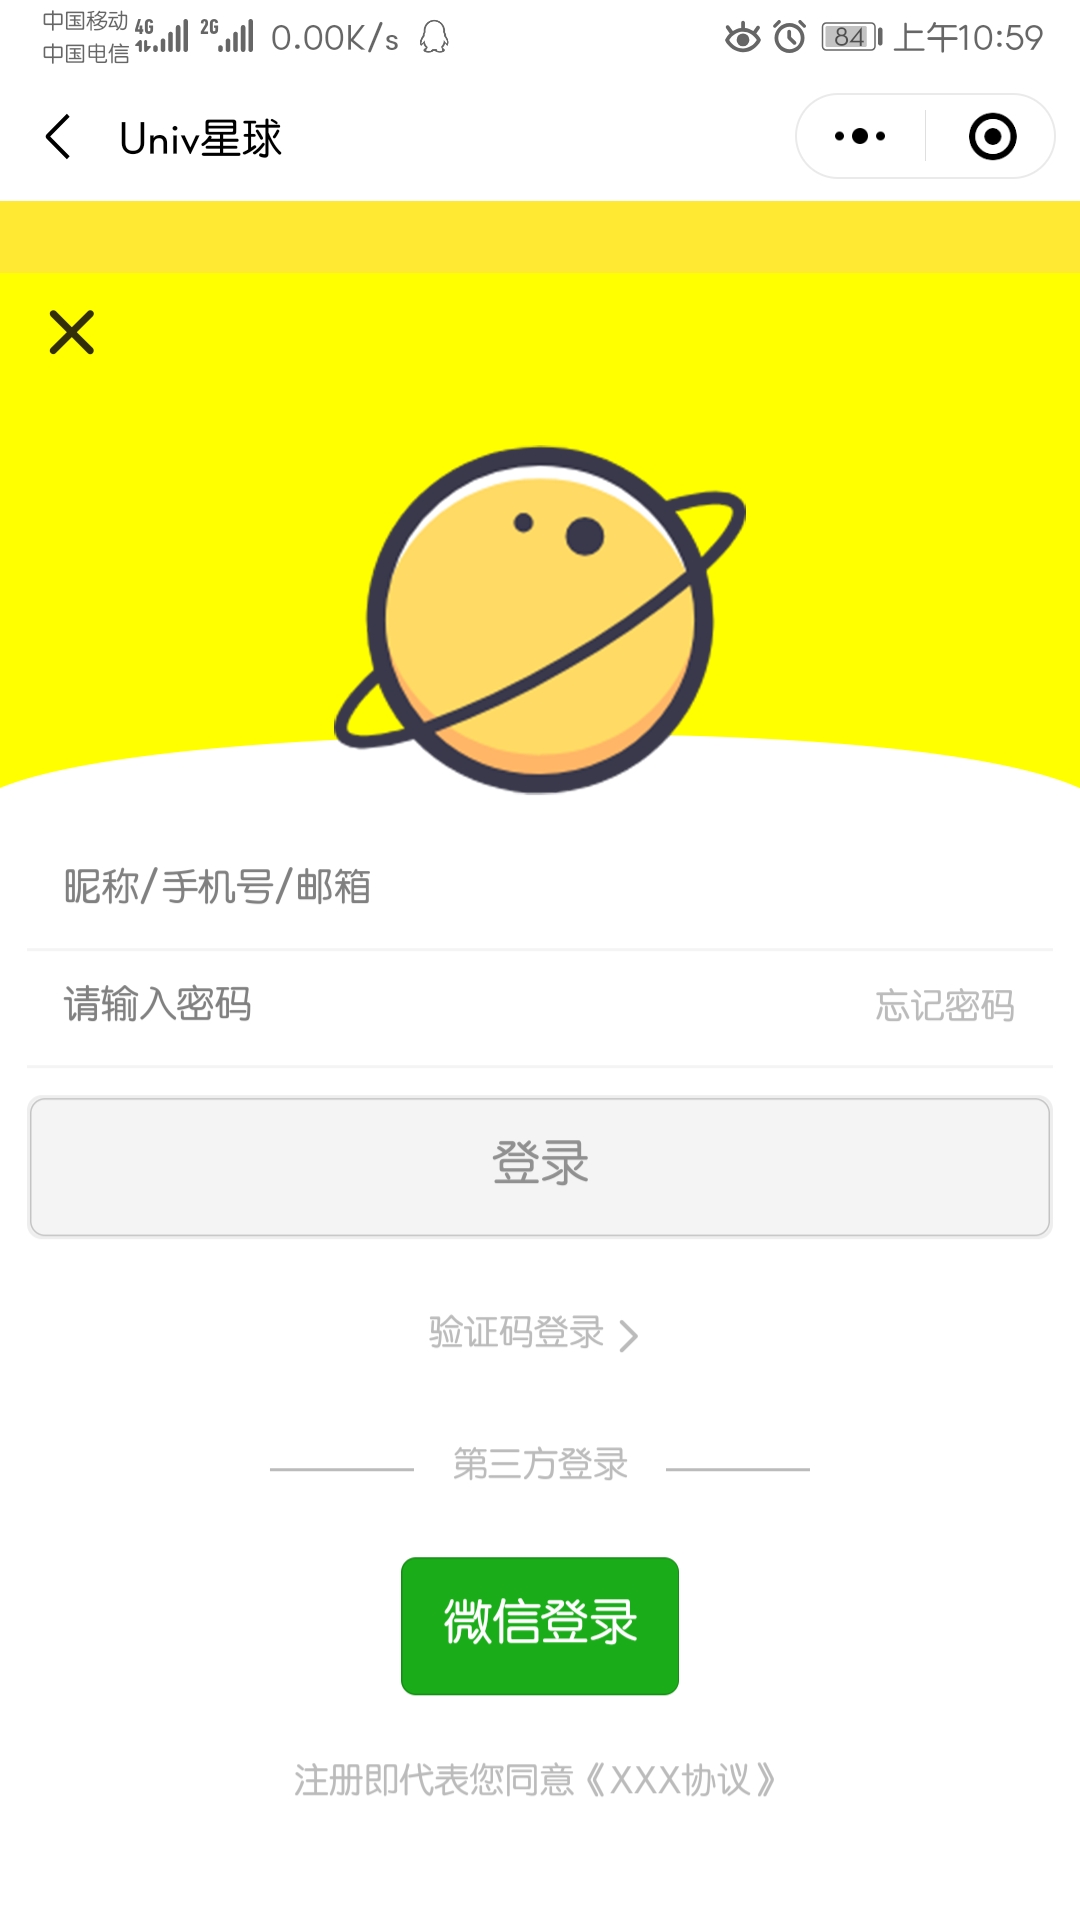 中国移动 4G 2G 0.00K/s 84 上午10:59
中国电信
Univ星球
昵称/手机号/邮箱
请输入密码 忘记密码
登录
验证码登录
第三方登录
微信登录
注册即代表您同意《XXX协议》